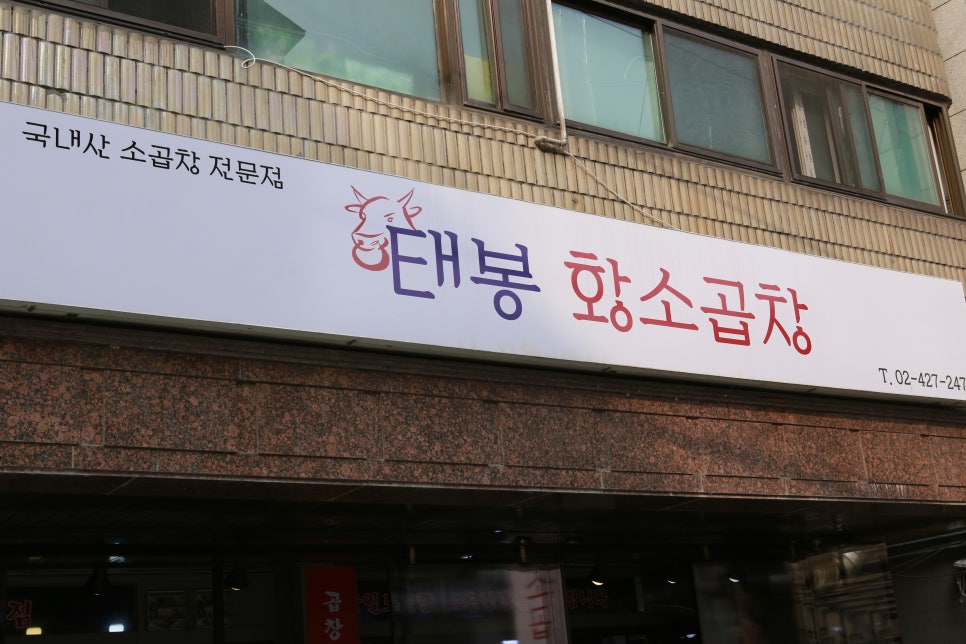 국내산 소곱창 전문점
태봉 황소곱창
T. 02-427-247
곱창